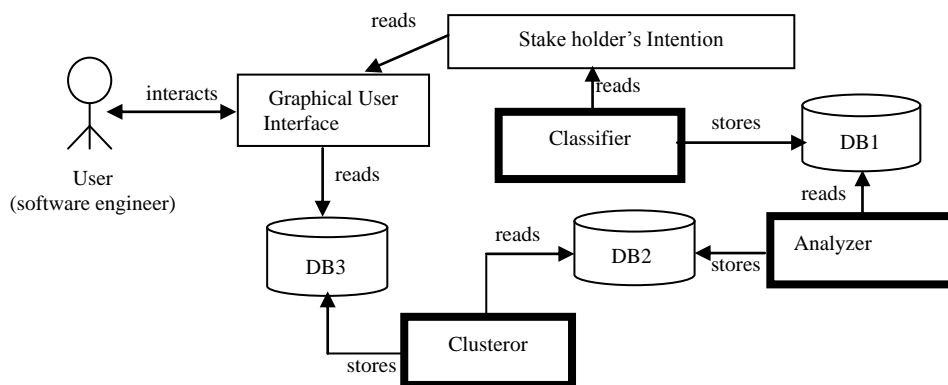 reads
Stake holder's Intention
interacts
Graphical User
Interface
reads
Classifier
stores
DB1
User
(software engineer)
reads
reads
DB3
reads
DB2
stores
Analyzer
Clusteror
stores